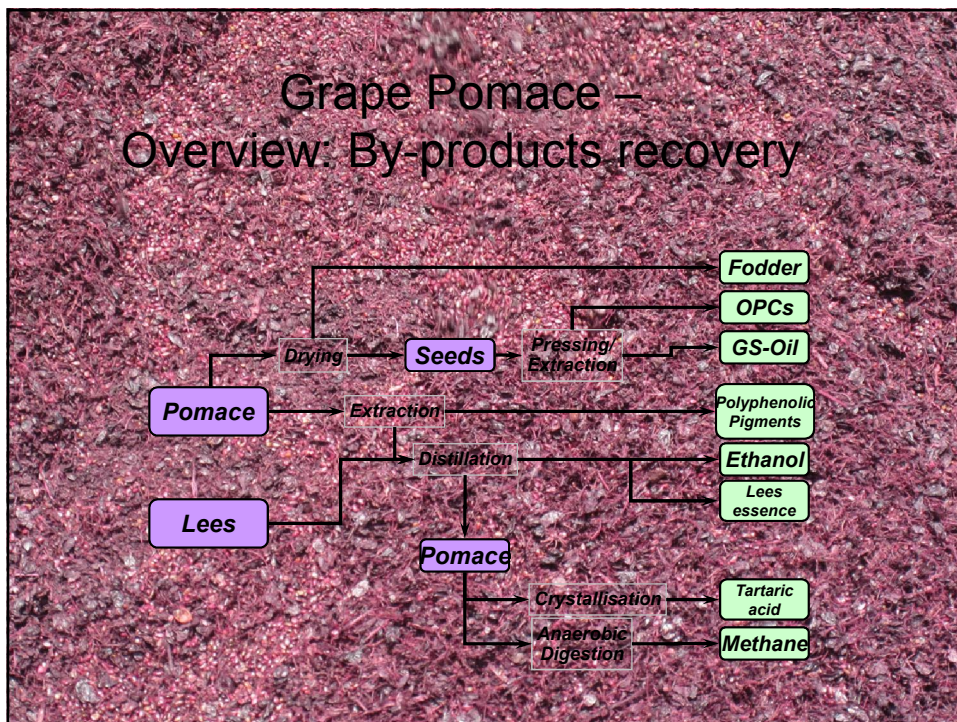 Grape Pomace –
Overview: By-products recovery
Fodder
OPCs
Drying
Seeds
Pressing/
Extraction
GS-Oil
Pomace
Extraction
Polyphenolic
Pigments
Distillation
Ethanol
Lees
essence
Lees
Pomace
Crystallisation
Tartaric
acid
Anaerobic
Digestion
Methane